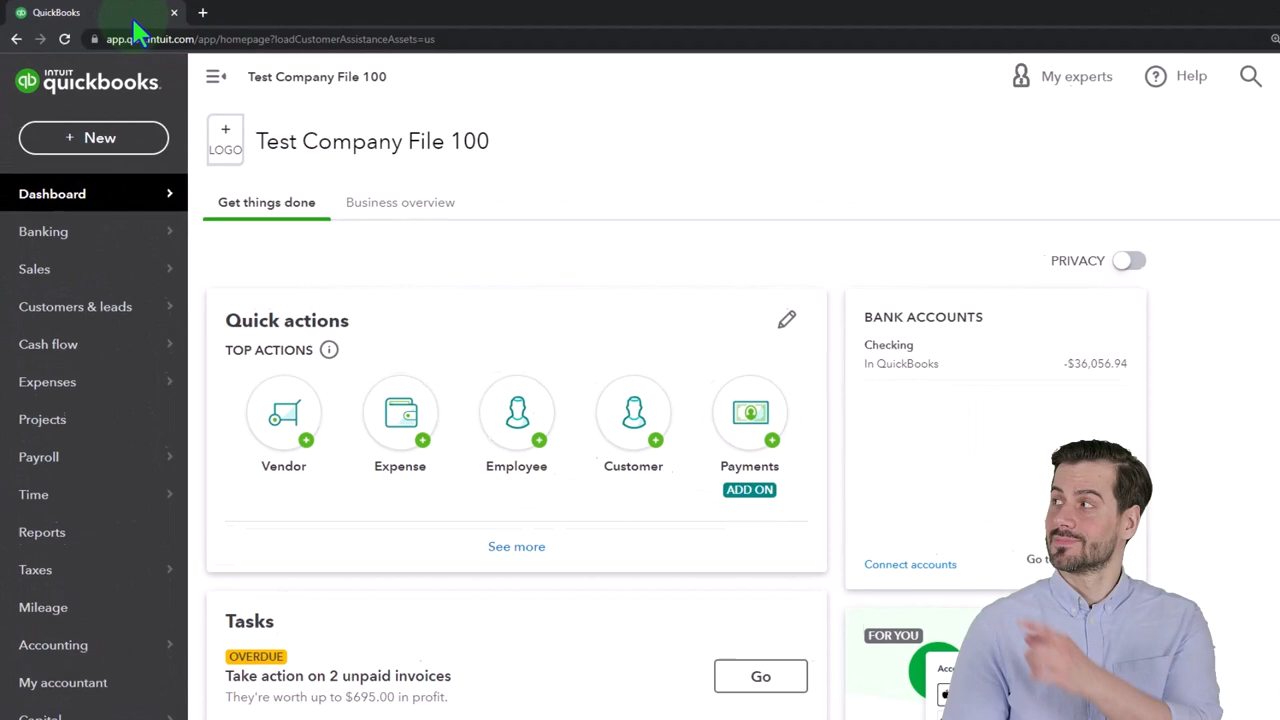 QuickBooks
app.qbo.intuit.com/app/homepage?loadCustomerAssistanceAssets=us
INTUIT
quickbooks.
Test Company File 100
My experts
Help
+ New
+
LOGO
Test Company File 100
Dashboard
Banking
Sales
Customers & leads
Cash flow
Expenses
Projects
Payroll
Time
Reports
Taxes
Mileage
Accounting
My accountant
Get things done
Business overview
PRIVACY
Quick actions
TOP ACTIONS
Vendor
Expense
Employee
Customer
Payments
ADD ON
See more
BANK ACCOUNTS
Checking
In QuickBooks -$36,056.94
Connect accounts
Go
Tasks
OVERDUE
Take action on 2 unpaid invoices
They're worth up to $695.00 in profit.
Go
FOR YOU